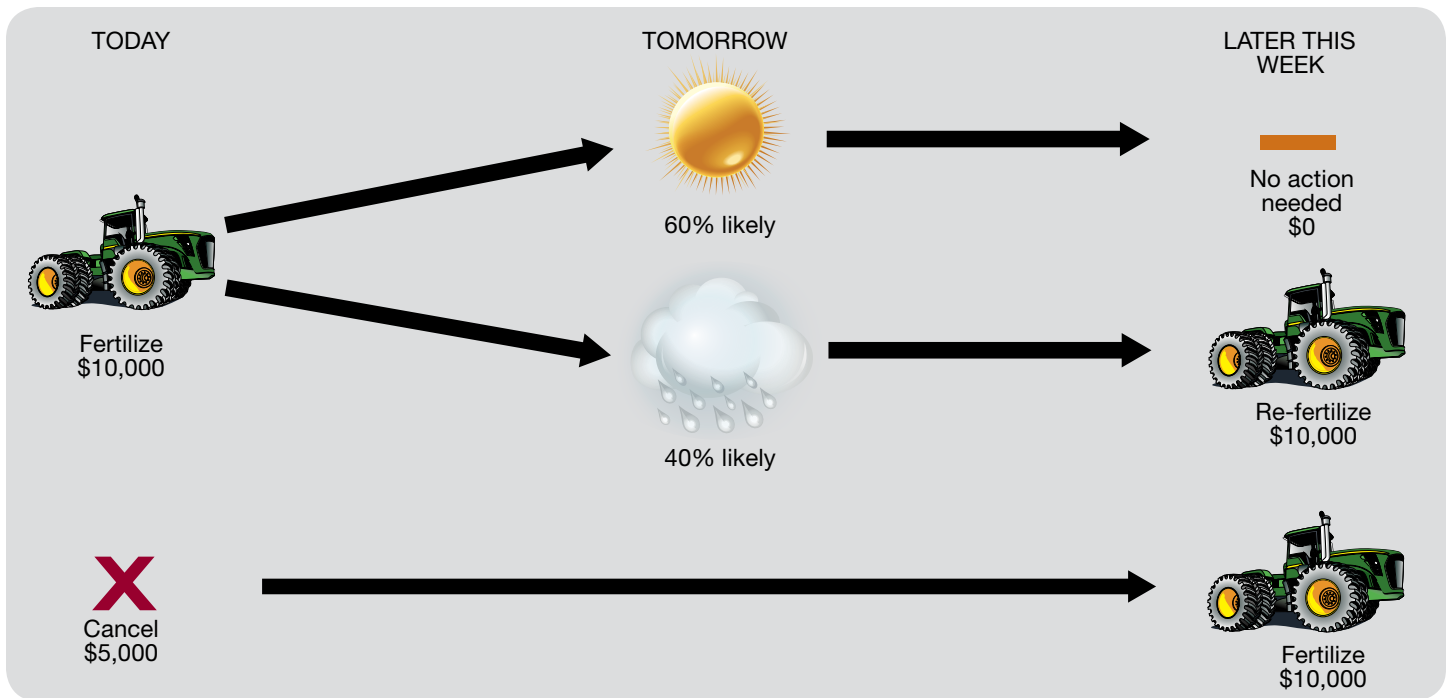 TODAY
TOMORROW
LATER THIS
WEEK
60% likely
No action
needed
$0
Fertilize
$10,000
40% likely
Re-fertilize
$10,000
Cancel
$5,000
Fertilize
$10,000